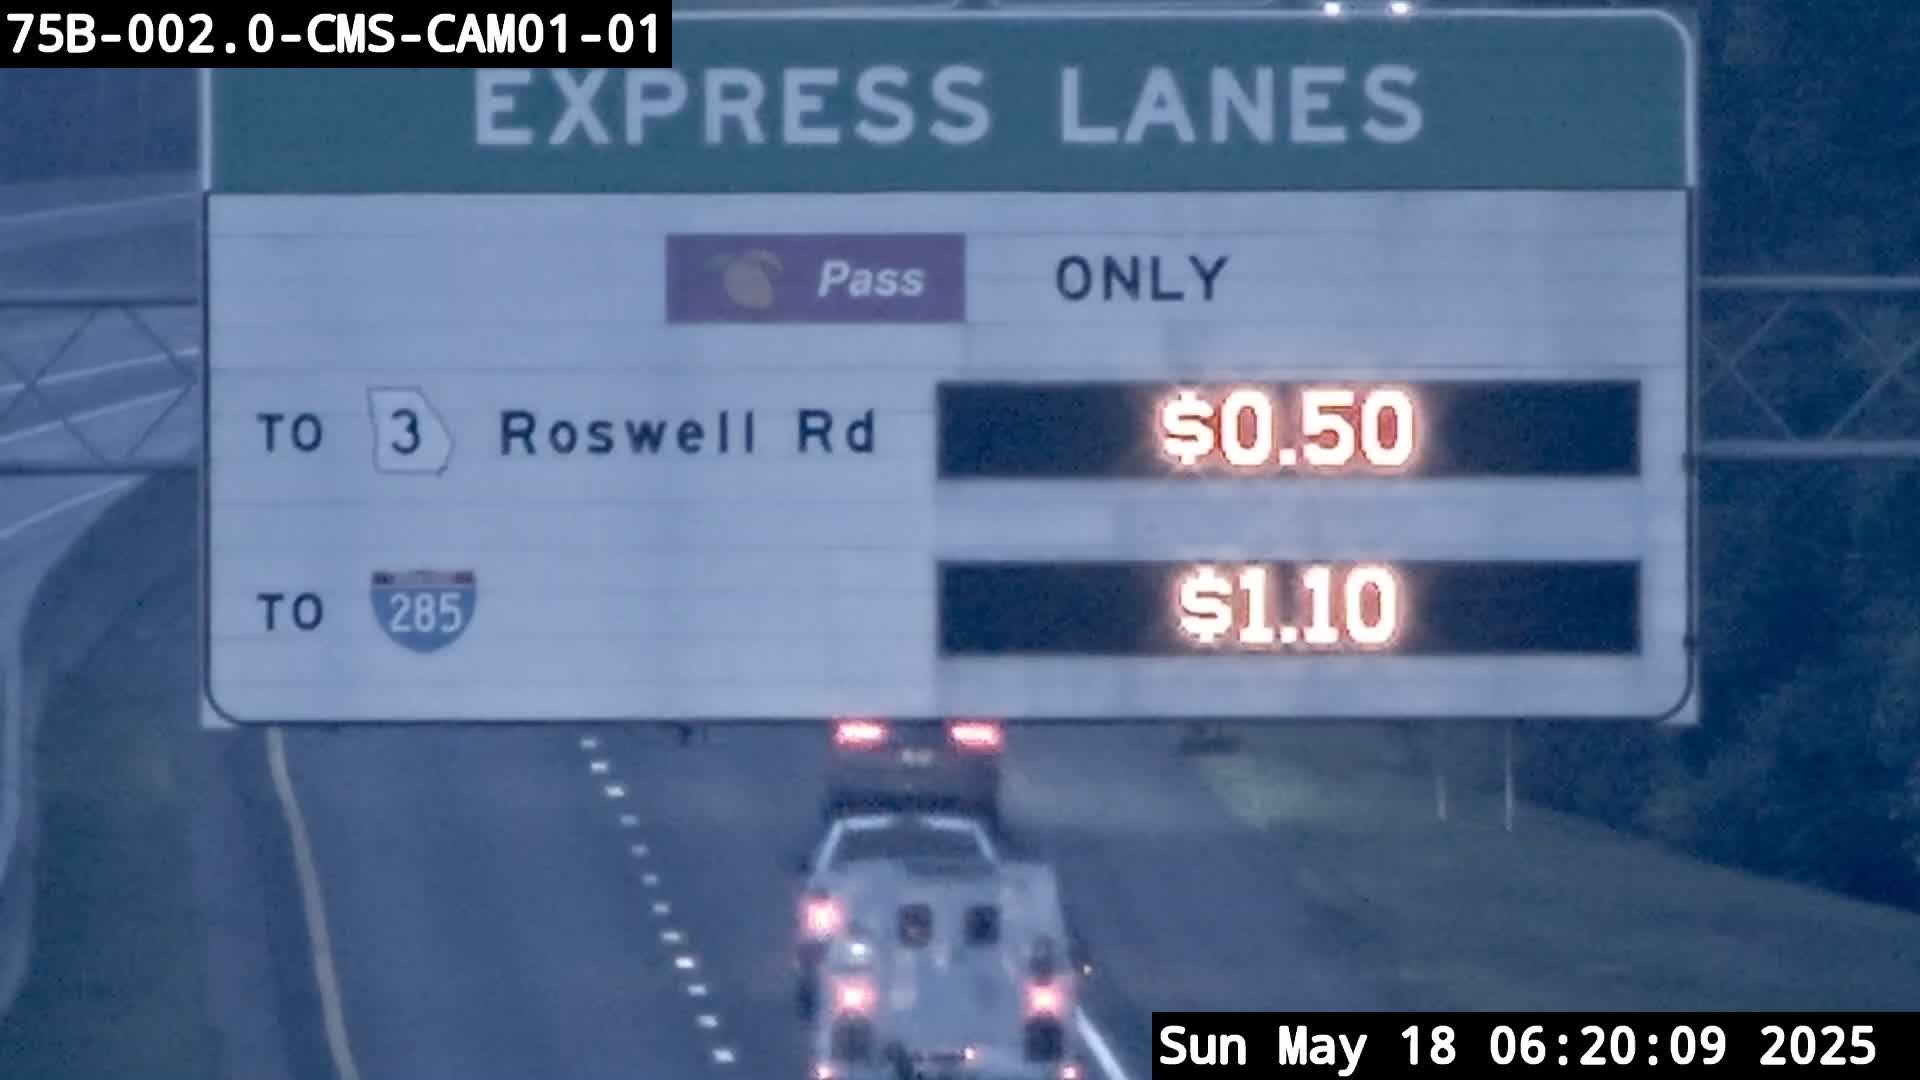 75B-002.0-CMS-CAM01-01
EXPRESS LANES
Pass ONLY
TO 3 Roswell Rd $0.50
TO 285 $1.10
Sun May 18 06:20:09 2025